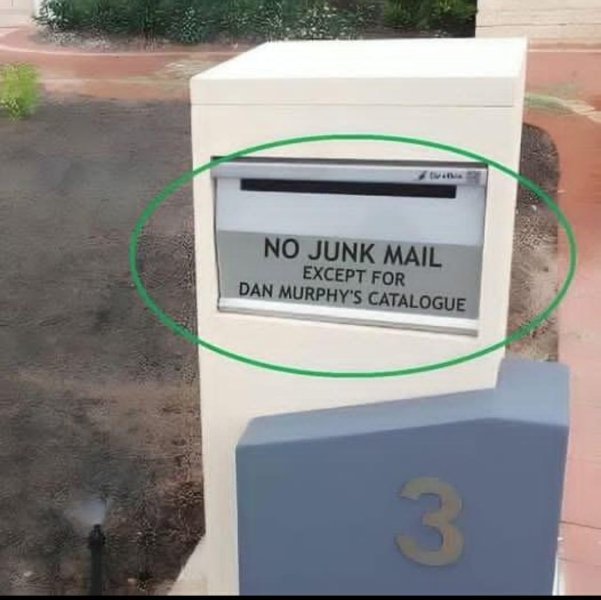 NO JUNK MAIL
EXCEPT FOR
DAN MURPHY'S CATALOGUE
3